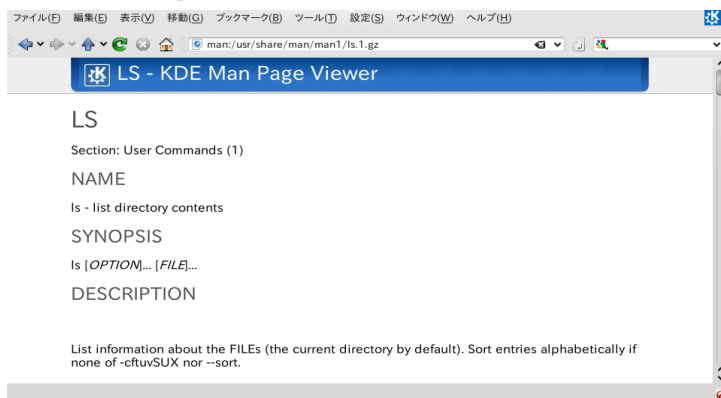 ファイル(F) 編集(E) 表示(V) 移動(G) ブックマーク(B) ツール(T) 設定(S) ウィンドウ(W) ヘルプ(H)
man:/usr/share/man/man1/ls.1.gz
LS - KDE Man Page Viewer
LS
Section: User Commands (1)
NAME
ls - list directory contents
SYNOPSIS
ls [OPTION]... [FILE]...
DESCRIPTION
List information about the FILEs (the current directory by default). Sort entries alphabetically if
none of -cftuvSUX nor --sort.